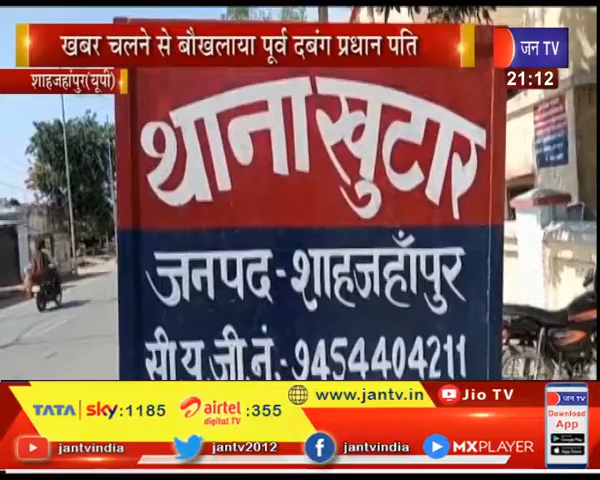 खबर चलने से बौखलाया पूर्व दबंग प्रधान पति
जन TV
शाहजहांपुर(यूपी)
21:12
थाना खुटार
जनपद-शाहजहाँपुर
सी.यू.जी.नं.-9454404211
TATA sky:1185
airtel digital TV :355
www.jantv.in
Jio TV
जन TV
Download App
jantvindia
jantv2012
jantvindia
MXPLAYER